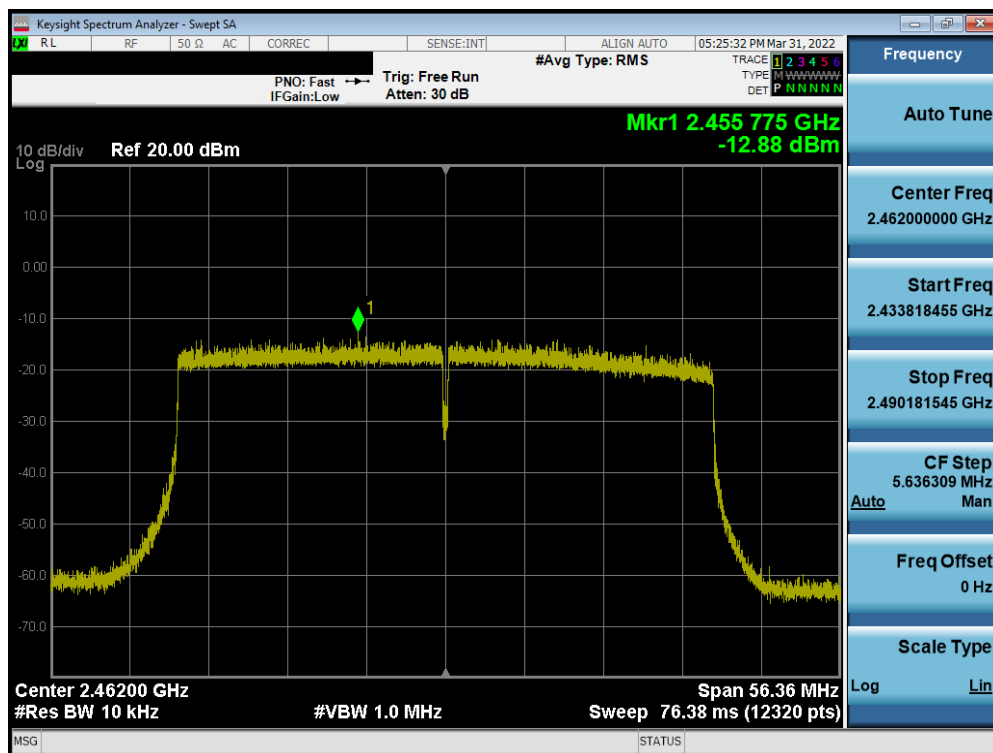 Keysight Spectrum Analyzer - Swept SA
LXI RL RF 50 Ω AC CORREC SENSE:INT ALIGN AUTO 05:25:32 PM Mar 31, 2022
#Avg Type: RMS
TRACE 1 2 3 4 5 6
PNO: Fast Trig: Free Run
TYPE M WWWWW
IFGain:Low Atten: 30 dB
DET P N N N N N
Mkr1 2.455 775 GHz
-12.88 dBm
10 dB/div Ref 20.00 dBm
Log
10.0
0.00
-10.0
1
-20.0
-30.0
-40.0
-50.0
-60.0
-70.0
Center 2.46200 GHz Span 56.36 MHz
#Res BW 10 kHz #VBW 1.0 MHz Sweep 76.38 ms (12320 pts)
MSG STATUS
Frequency
Auto Tune
Center Freq
2.462000000 GHz
Start Freq
2.433818455 GHz
Stop Freq
2.490181545 GHz
CF Step
5.636309 MHz
Auto Man
Freq Offset
0 Hz
Scale Type
Log Lin